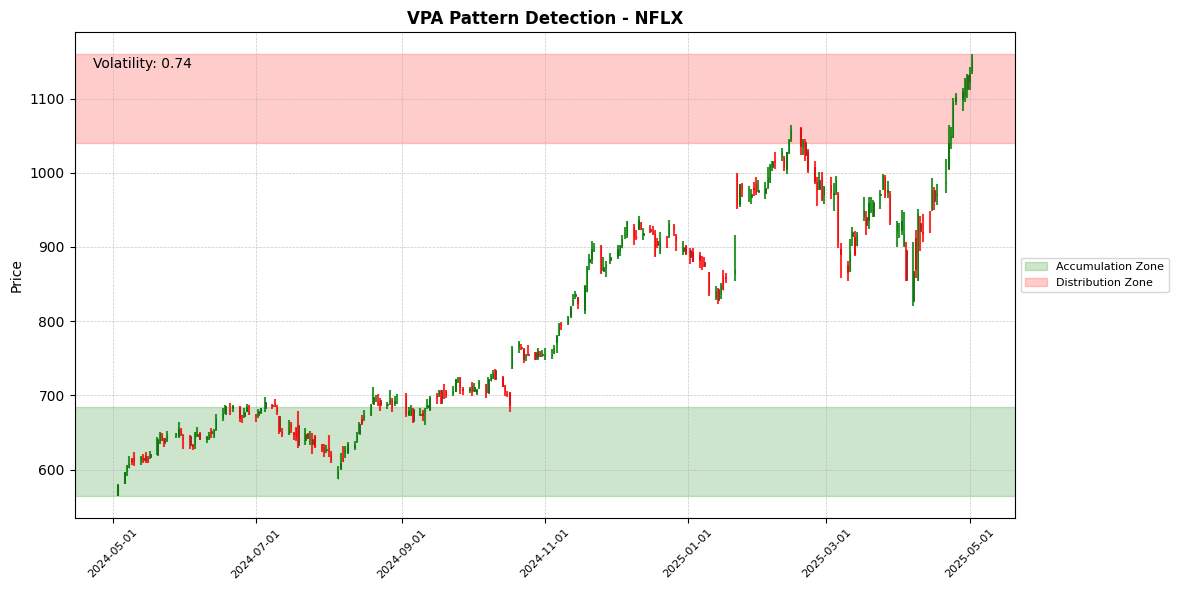 VPA Pattern Detection - NFLX
Volatility: 0.74
Price
1100
1000
900
800
700
600
2024-05-01
2024-07-01
2024-09-01
2024-11-01
2025-01-01
2025-03-01
2025-05-01
Accumulation Zone
Distribution Zone